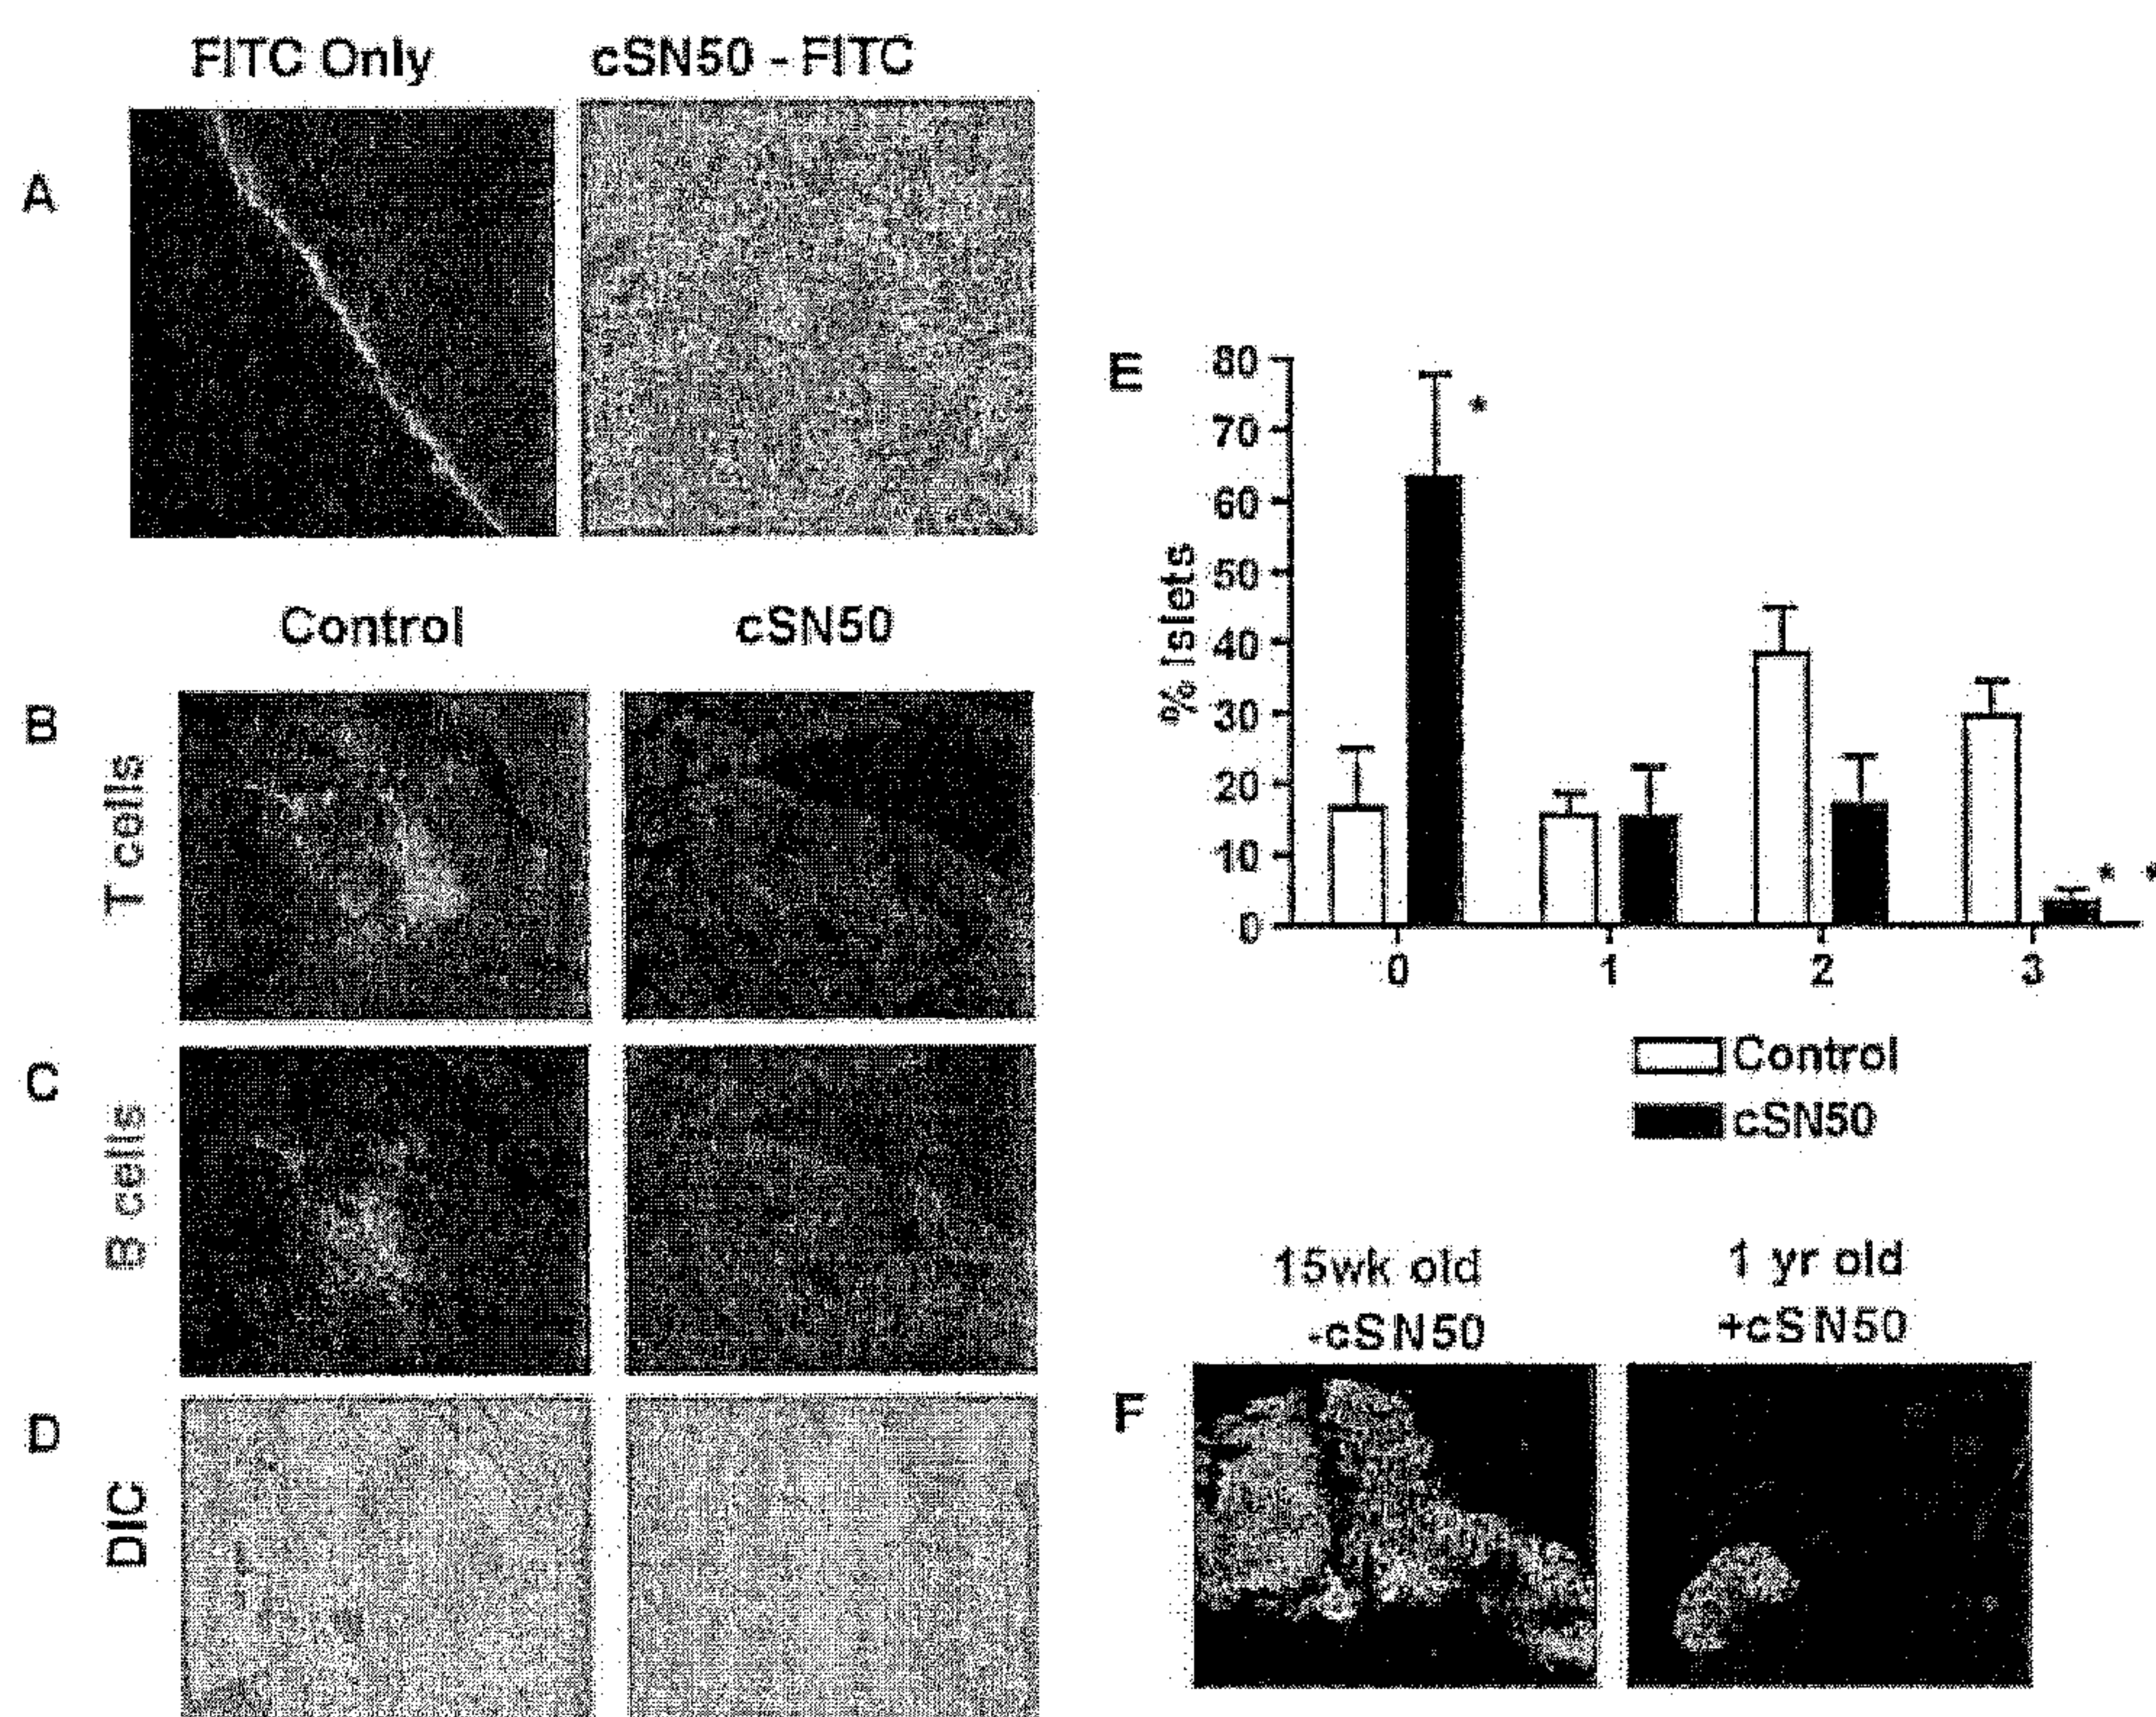 FITC Only
cSN50 - FITC
A
Control
cSN50
B
T cells
C
B cells
D
DIC
E
% Islets
80
70
60
50
40
30
20
10
0
*
* *
0 1 2 3
Control
cSN50
15wk old
-cSN50
1 yr old
+cSN50
F